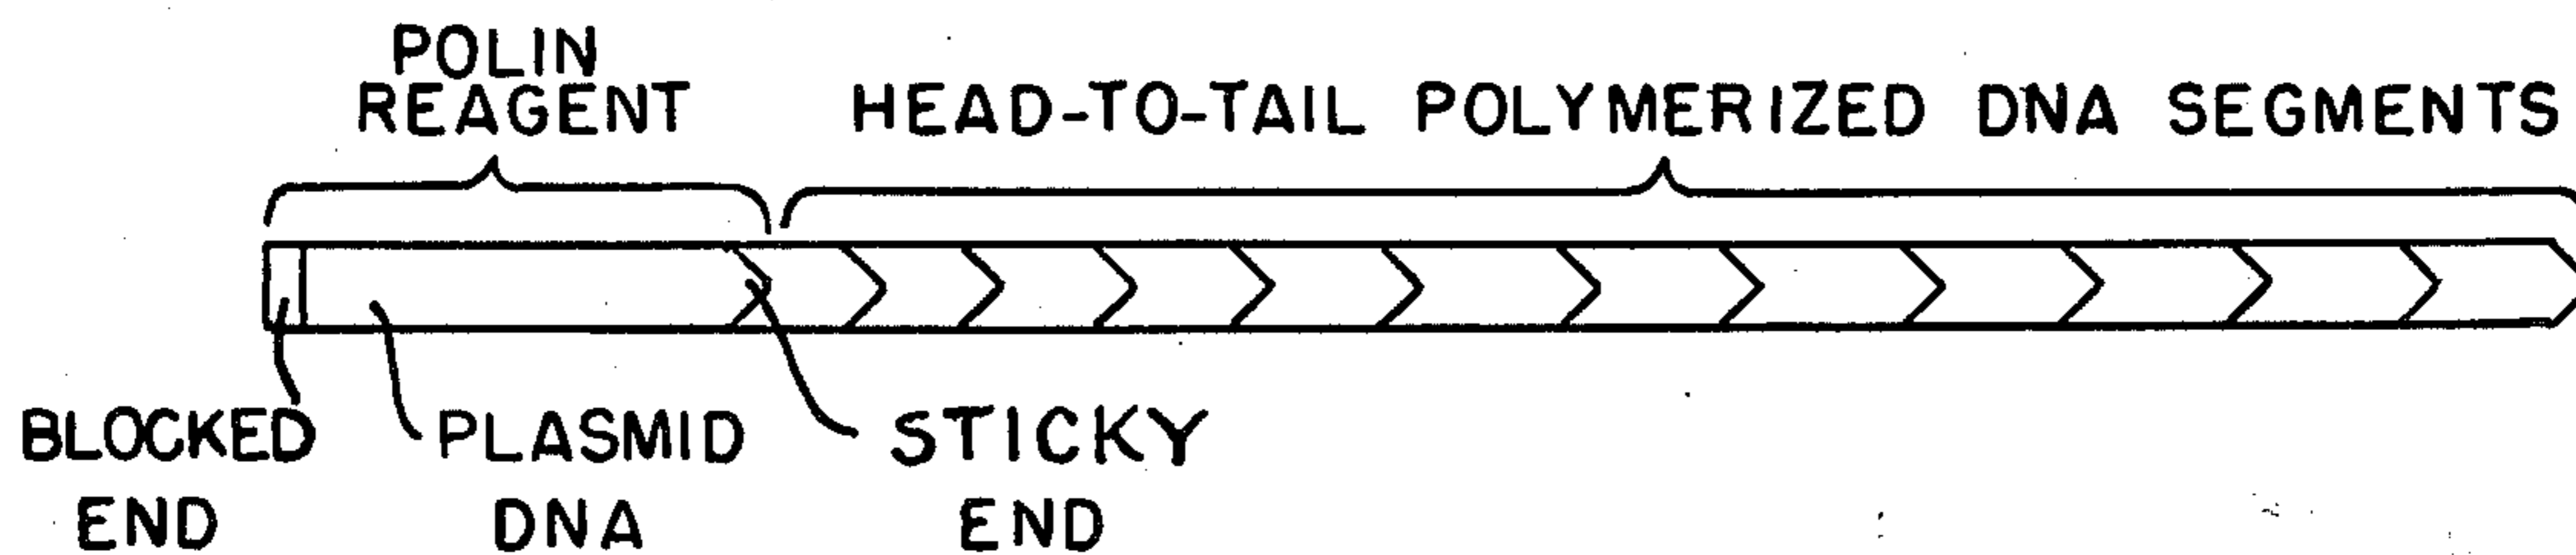 POLIN
REAGENT
HEAD-TO-TAIL POLYMERIZED DNA SEGMENTS
BLOCKED
END
PLASMID
DNA
STICKY
END